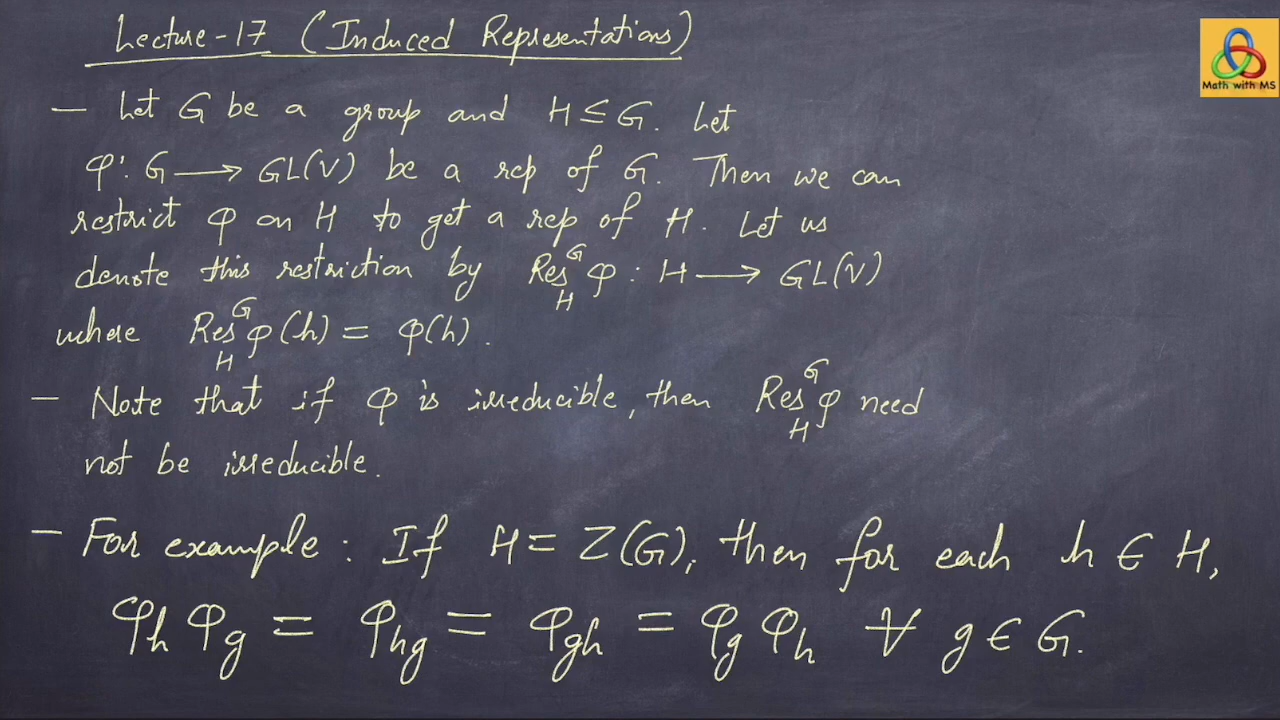 Lecture-17 (Induced Representations)
Math with MS
— Let G be a group and H ≤ G. Let
φ: G ⟶ GL(V) be a rep of G. Then we can
restrict φ on H to get a rep of H. Let us
denote this restriction by Res^G_H φ : H ⟶ GL(V)
where Res^G_H φ(h) = φ(h).
— Note that if φ is irreducible, then Res^G_H φ need
not be irreducible.
— For example: If H = Z(G), then for each h ∈ H,
φ_h φ_g = φ_hg = φ_gh = φ_g φ_h ∀ g ∈ G.